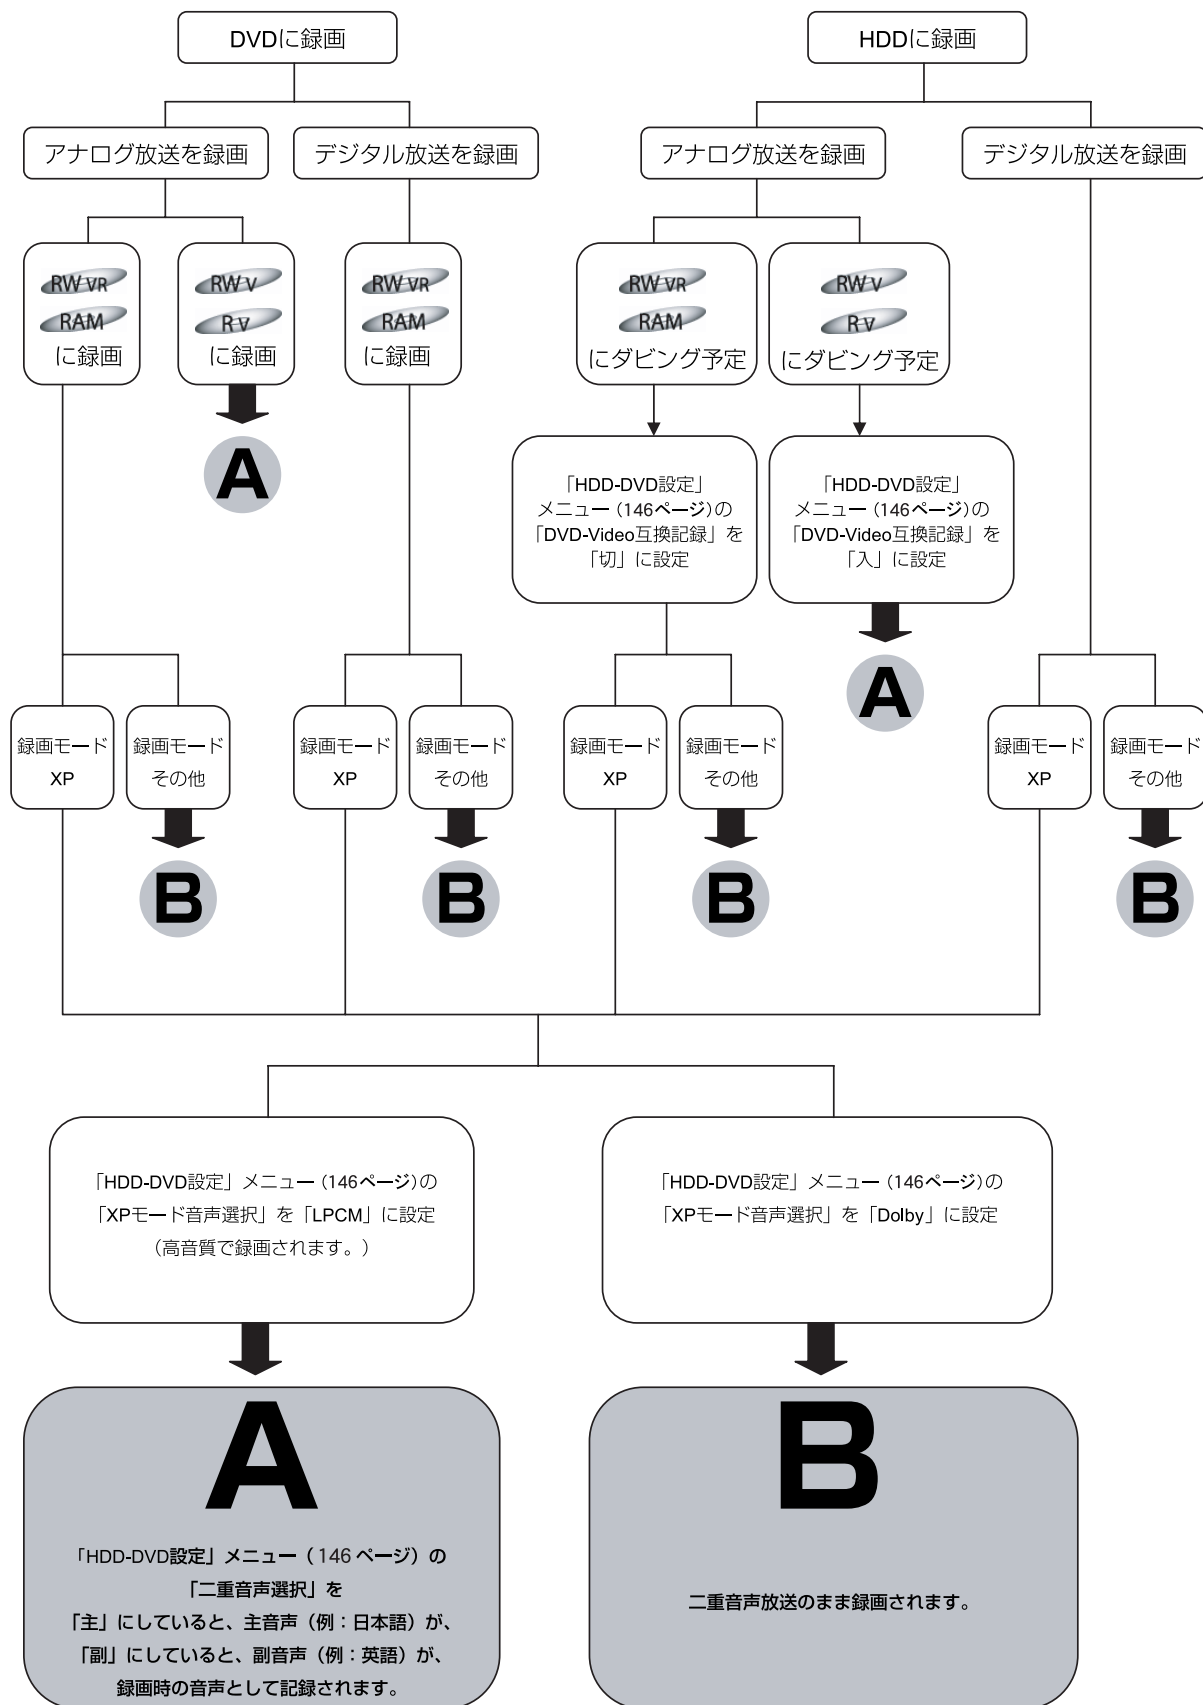 DVDに録画
HDDに録画
アナログ放送を録画
デジタル放送を録画
アナログ放送を録画
デジタル放送を録画
RW VR
RAM
に録画
RW V
R V
に録画
RW VR
RAM
に録画
RW VR
RAM
にダビング予定
RW V
R V
にダビング予定
A
「HDD-DVD設定」
メニュー (146ページ)の
「DVD-Video互換記録」を
「切」に設定
「HDD-DVD設定」
メニュー (146ページ)の
「DVD-Video互換記録」を
「入」に設定
A
録画モード
XP
録画モード
その他
録画モード
XP
録画モード
その他
録画モード
XP
録画モード
その他
録画モード
XP
録画モード
その他
B
B
B
B
「HDD-DVD設定」メニュー (146ページ)の
「XPモード音声選択」を「LPCM」に設定
(高音質で録画されます。)
「HDD-DVD設定」メニュー (146ページ)の
「XPモード音声選択」を「Dolby」に設定
A
「HDD-DVD設定」メニュー ( 146 ページ) の
「二重音声選択」を
「主」にしていると、主音声(例:日本語)が、
「副」にしていると、副音声(例:英語)が、
録画時の音声として記録されます。
B
二重音声放送のまま録画されます。